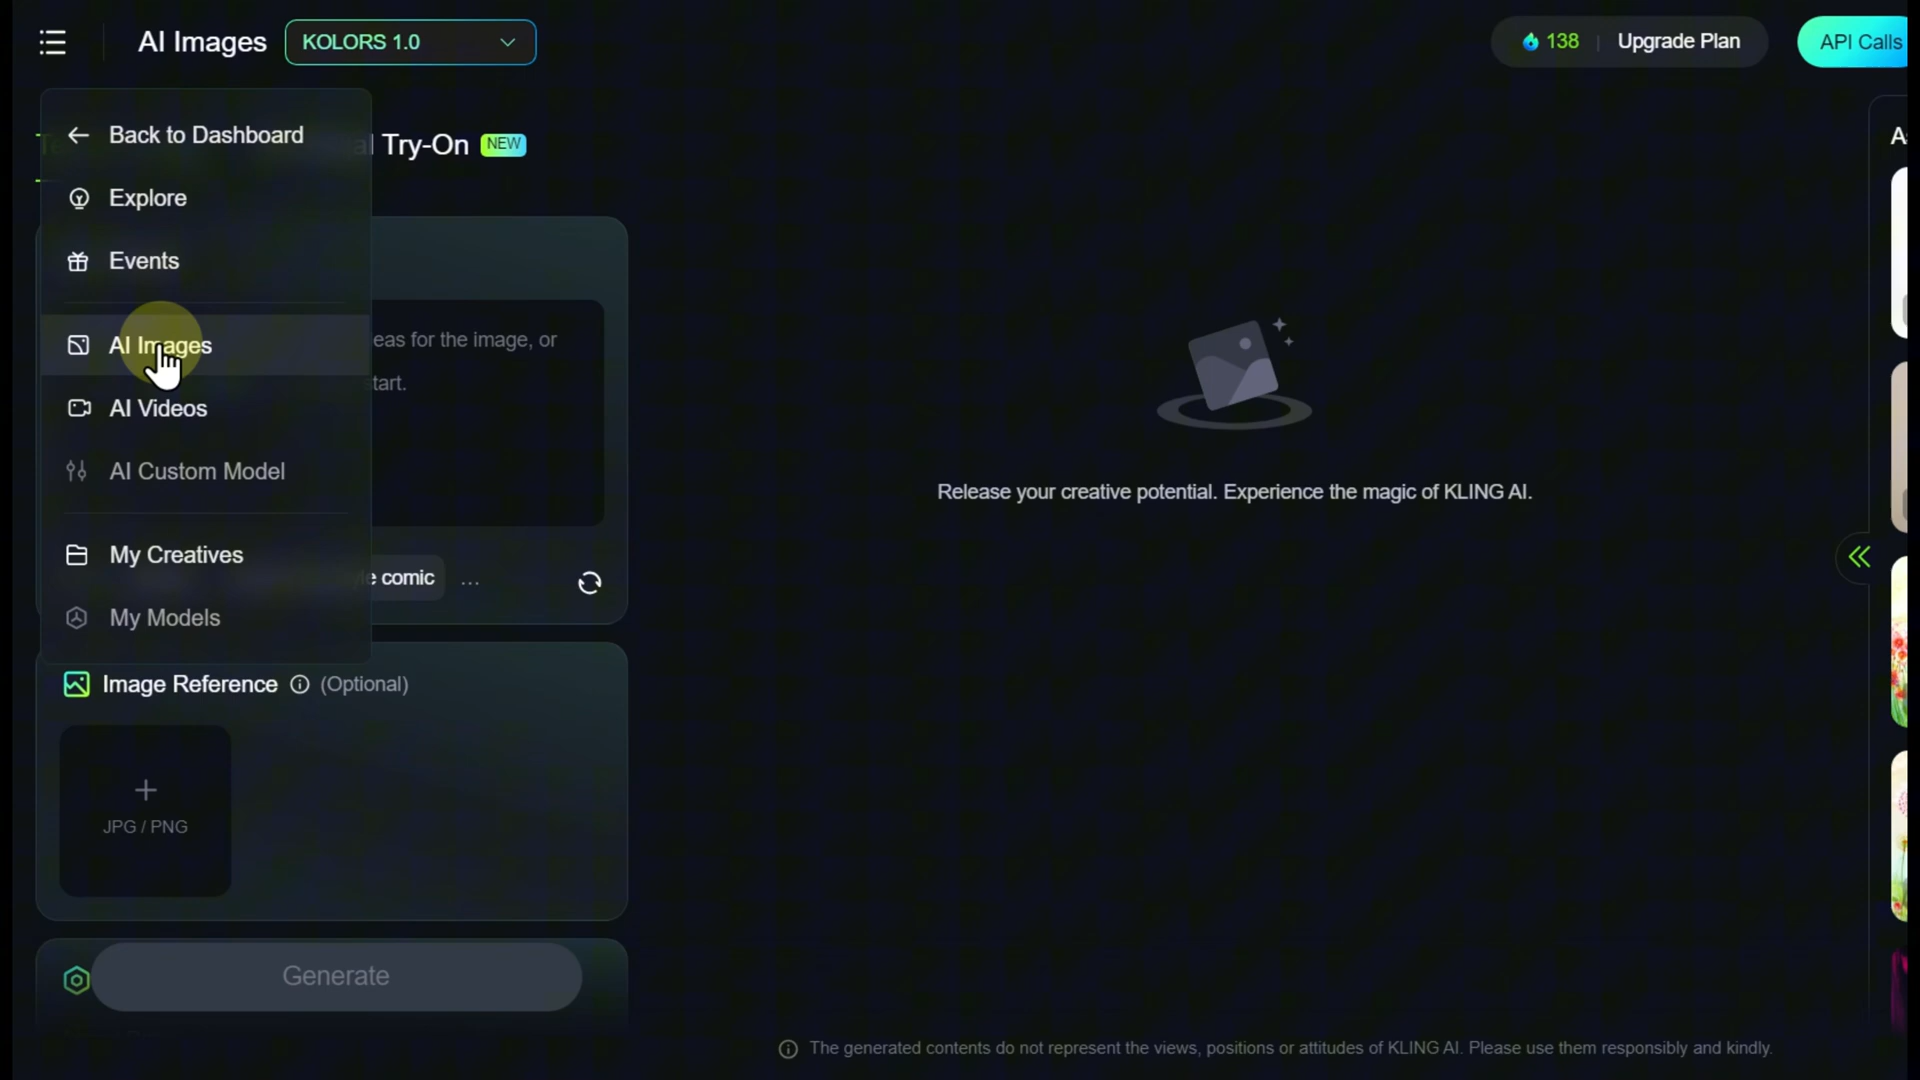 AI Images
KOLORS 1.0
138
Upgrade Plan
API Calls
Back to Dashboard
Try-On
NEW
Explore
Events
AI Images
eas for the image, or
tart.
AI Videos
AI Custom Model
My Creatives
le comic
...
My Models
Image Reference (Optional)
JPG / PNG
Generate
Release your creative potential. Experience the magic of KLING AI.
The generated contents do not represent the views, positions or attitudes of KLING AI. Please use them responsibly and kindly.